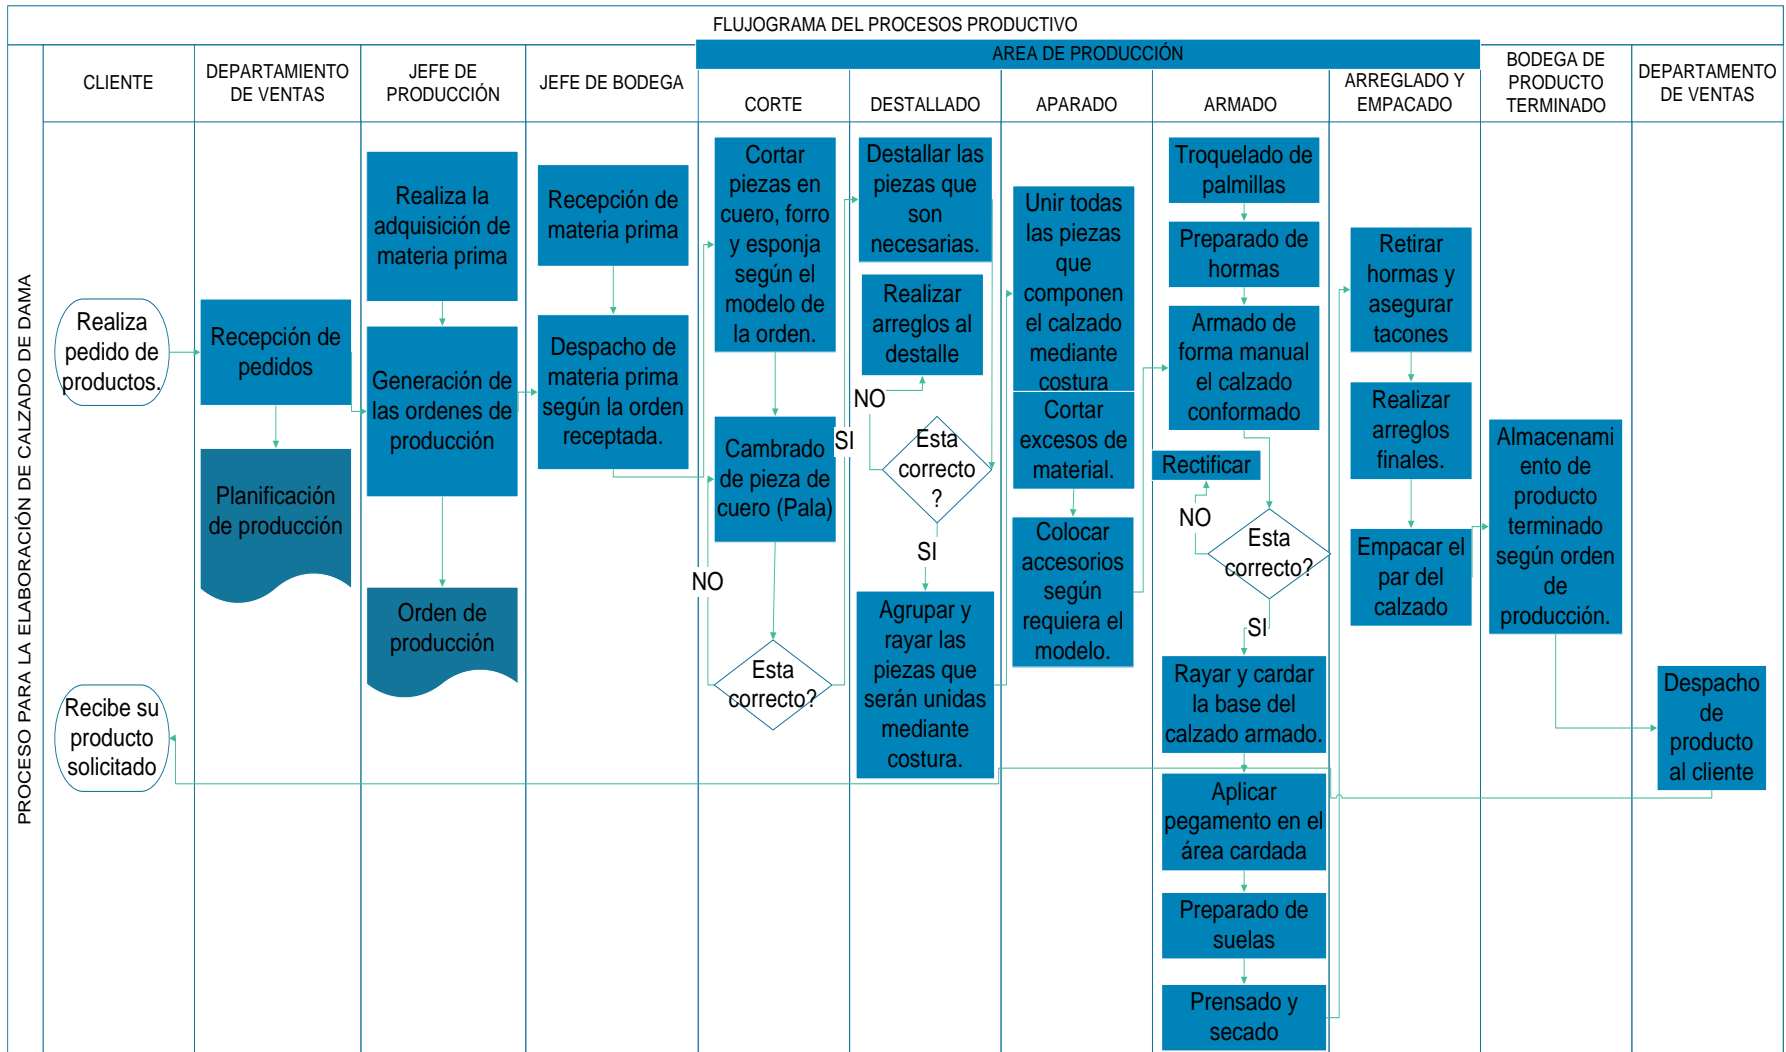 FLUJOGRAMA DEL PROCESOS PRODUCTIVO
AREA DE PRODUCCIÓN
CLIENTE
DEPARTAMIENTO
DE VENTAS
JEFE DE
PRODUCCIÓN
JEFE DE BODEGA
CORTE
DESTALLADO
APARADO
ARMADO
ARREGLADO Y
EMPACADO
BODEGA DE
PRODUCTO
TERMINADO
DEPARTAMENTO
DE VENTAS
PROCESO PARA LA ELABORACIÓN DE CALZADO DE DAMA
Realiza
pedido de
productos.
Recibe su
producto
solicitado
Recepción de
pedidos
Planificación
de producción
Realiza la
adquisición de
materia prima
Generación de
las ordenes de
producción
Orden de
producción
Recepción de
materia prima
Despacho de
materia prima
según la orden
receptada.
Cortar
piezas en
cuero, forro
y esponja
según el
modelo de
la orden.
Cambrado
de pieza de
cuero (Pala)
NO
Esta
correcto?
SI
Destallar las
piezas que
son
necesarias.
Realizar
arreglos al
destalle
NO
Esta
correcto
?
SI
Agrupar y
rayar las
piezas que
serán unidas
mediante
costura.
Unir todas
las piezas
que
componen
el calzado
mediante
costura
Cortar
excesos de
material.
Colocar
accesorios
según
requiera el
modelo.
Troquelado de
palmillas
Preparado de
hormas
Armado de
forma manual
el calzado
conformado
Rectificar
NO
Esta
correcto?
SI
Rayar y cardar
la base del
calzado armado.
Aplicar
pegamento en el
área cardada
Preparado de
suelas
Prensado y
secado
Retirar
hormas y
asegurar
tacones
Realizar
arreglos
finales.
Empacar el
par del
calzado
Almacenami
ento de
producto
terminado
según orden
de
producción.
Despacho
de
producto
al cliente